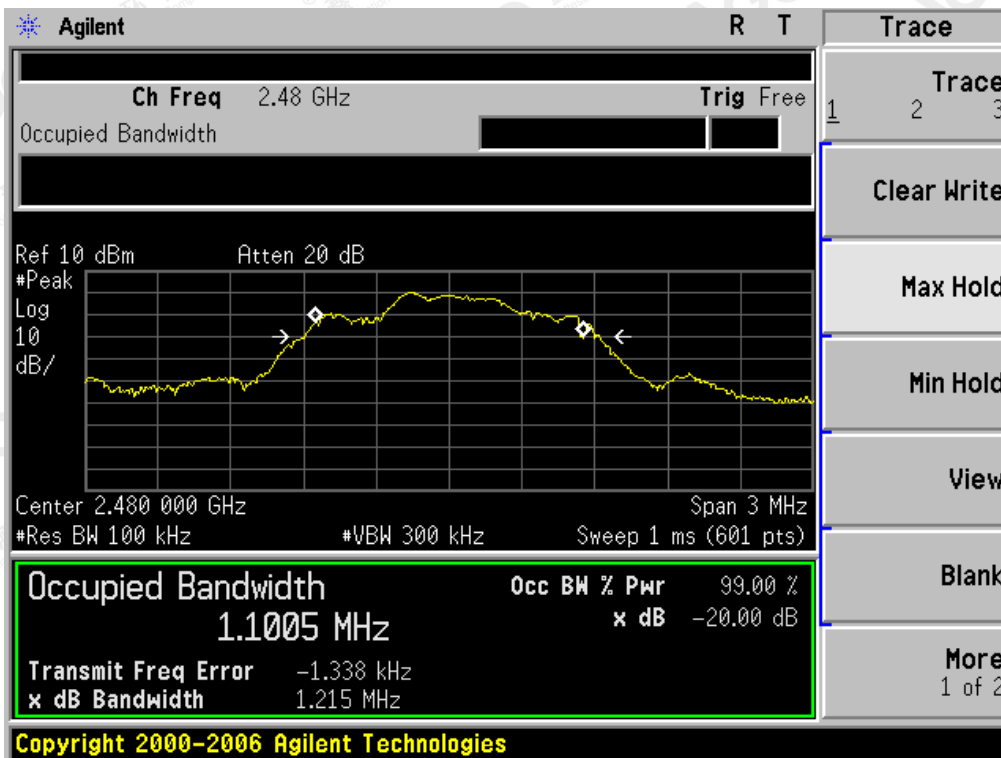 Agilent R T Trace
Ch Freq 2.48 GHz Trig Free
Occupied Bandwidth
Trace
1 2 3
Clear Write
Max Hold
Min Hold
View
Blank
More
1 of 2
Ref 10 dBm Atten 20 dB
#Peak
Log
10
dB/
Center 2.480 000 GHz Span 3 MHz
#Res BW 100 kHz #VBW 300 kHz Sweep 1 ms (601 pts)
Occupied Bandwidth Occ BW % Pwr 99.00 %
1.1005 MHz x dB -20.00 dB
Transmit Freq Error -1.338 kHz
x dB Bandwidth 1.215 MHz
Copyright 2000-2006 Agilent Technologies